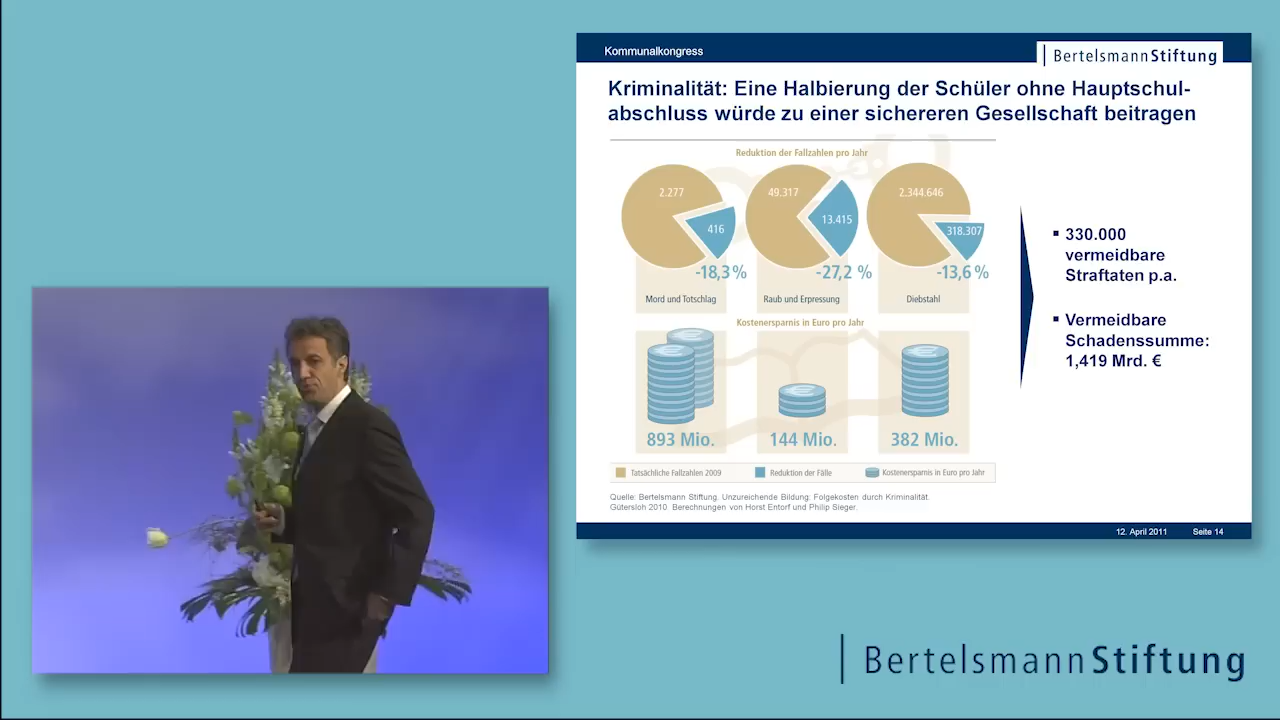 Kommunalkongress
BertelsmannStiftung
Kriminalität: Eine Halbierung der Schüler ohne Hauptschul-
abschluss würde zu einer sichereren Gesellschaft beitragen
Reduktion der Fallzahlen pro Jahr
2.277
416
-18,3 %
Mord und Totschlag
49.317
13.415
-27,2 %
Raub und Erpressung
2.344.646
318.307
-13,6 %
Diebstahl
Kostenersparnis in Euro pro Jahr
893 Mio.
144 Mio.
382 Mio.
Tatsächliche Fallzahlen 2009
Reduktion der Fälle
Kostenersparnis in Euro pro Jahr
Quelle: Bertelsmann Stiftung. Unzureichende Bildung: Folgekosten durch Kriminalität.
Gütersloh 2010. Berechnungen von Horst Entorf und Philip Sieger.
▪ 330.000
vermeidbare
Straftaten p.a.
▪ Vermeidbare
Schadenssumme:
1,419 Mrd. €
12. April 2011
Seite 14
BertelsmannStiftung